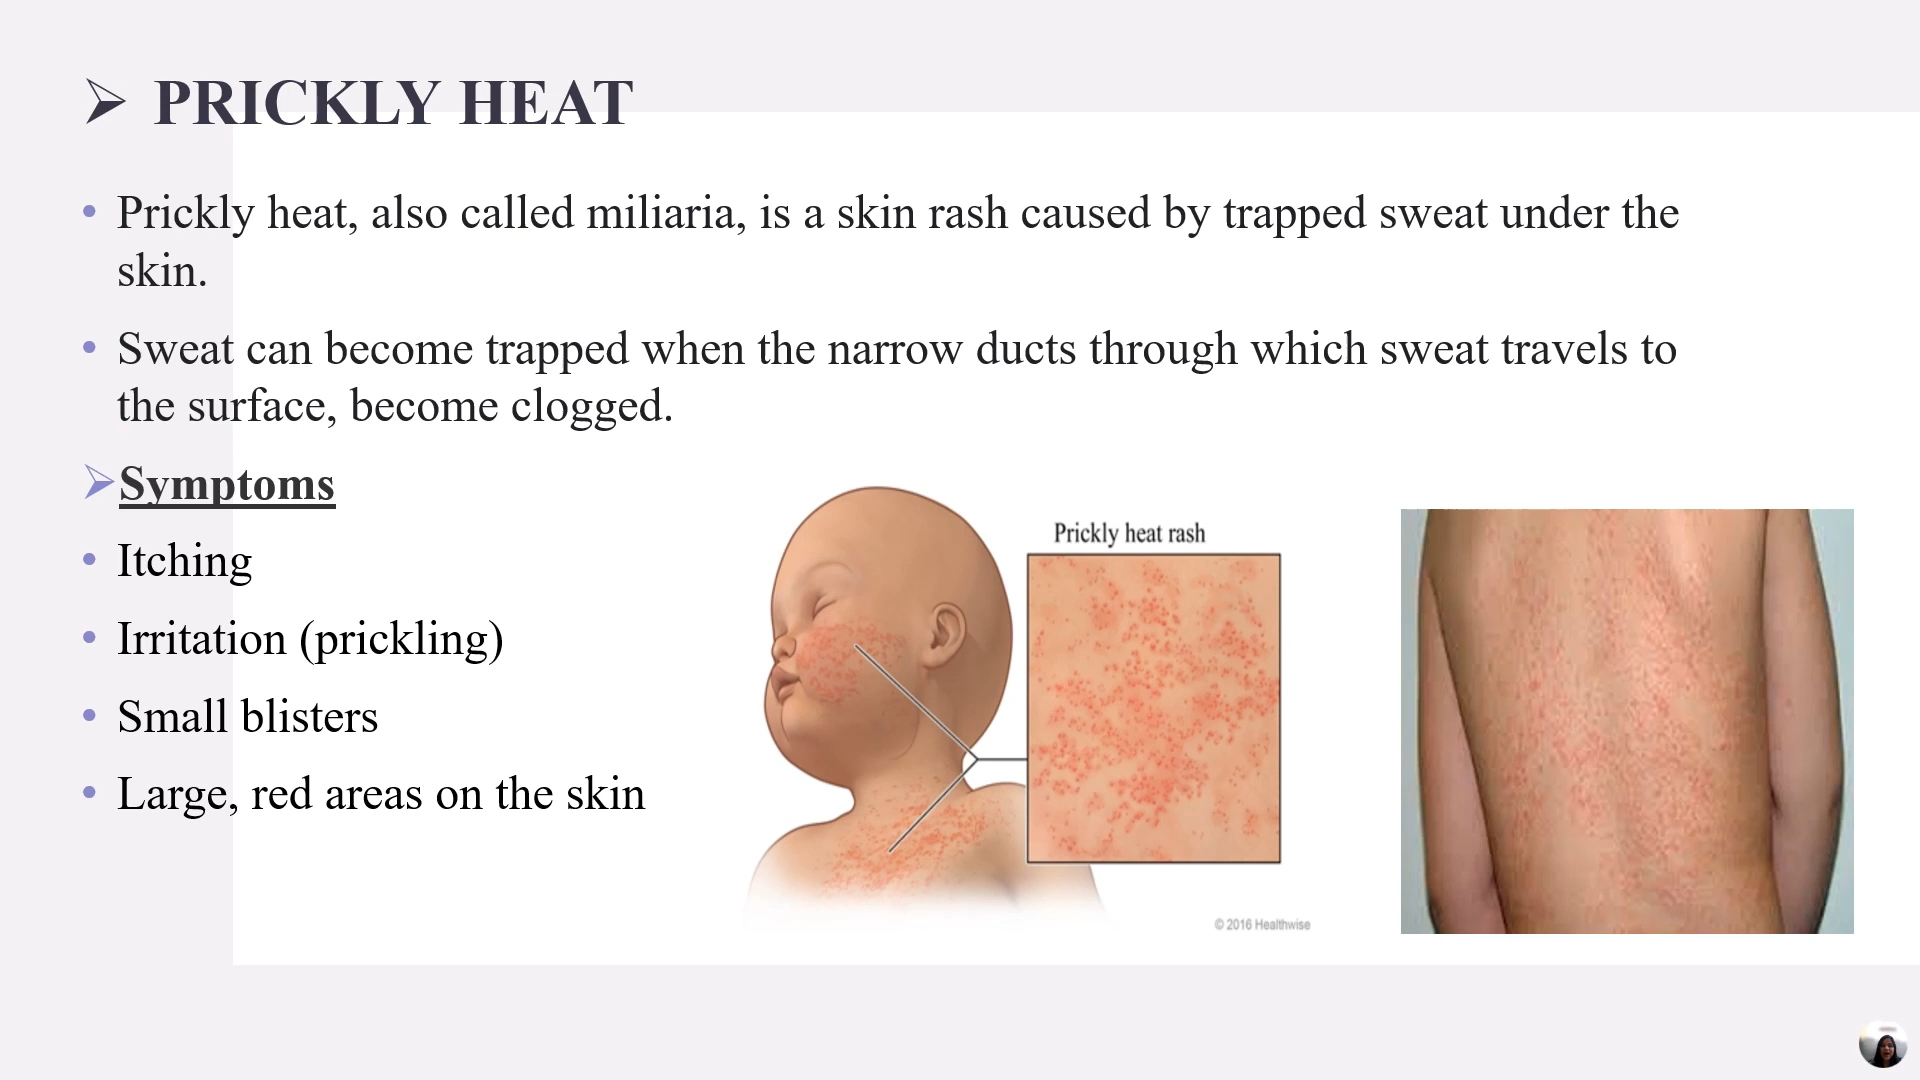 PRICKLY HEAT
Prickly heat, also called miliaria, is a skin rash caused by trapped sweat under the
skin.
Sweat can become trapped when the narrow ducts through which sweat travels to
the surface, become clogged.
Symptoms
Itching
Irritation (prickling)
Small blisters
Large, red areas on the skin
Prickly heat rash
© 2016 Healthwise